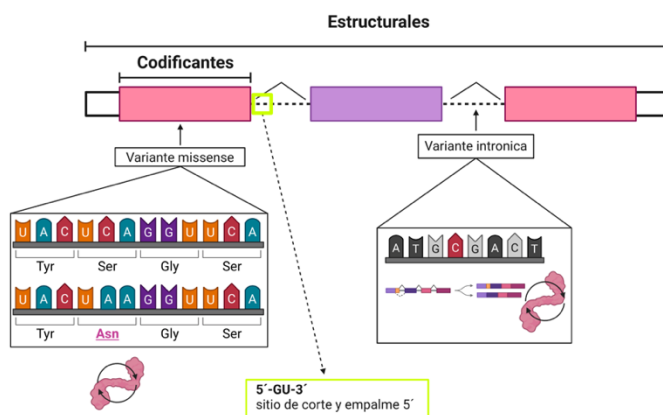 Estructurales
Codificantes
Variante missense
Variante intronica
U A C U C A G G U U C A
Tyr Ser Gly Ser
U A C U A A G G U U C A
Tyr Asn Gly Ser
A T G C G A C T
5´-GU-3´
sitio de corte y empalme 5´